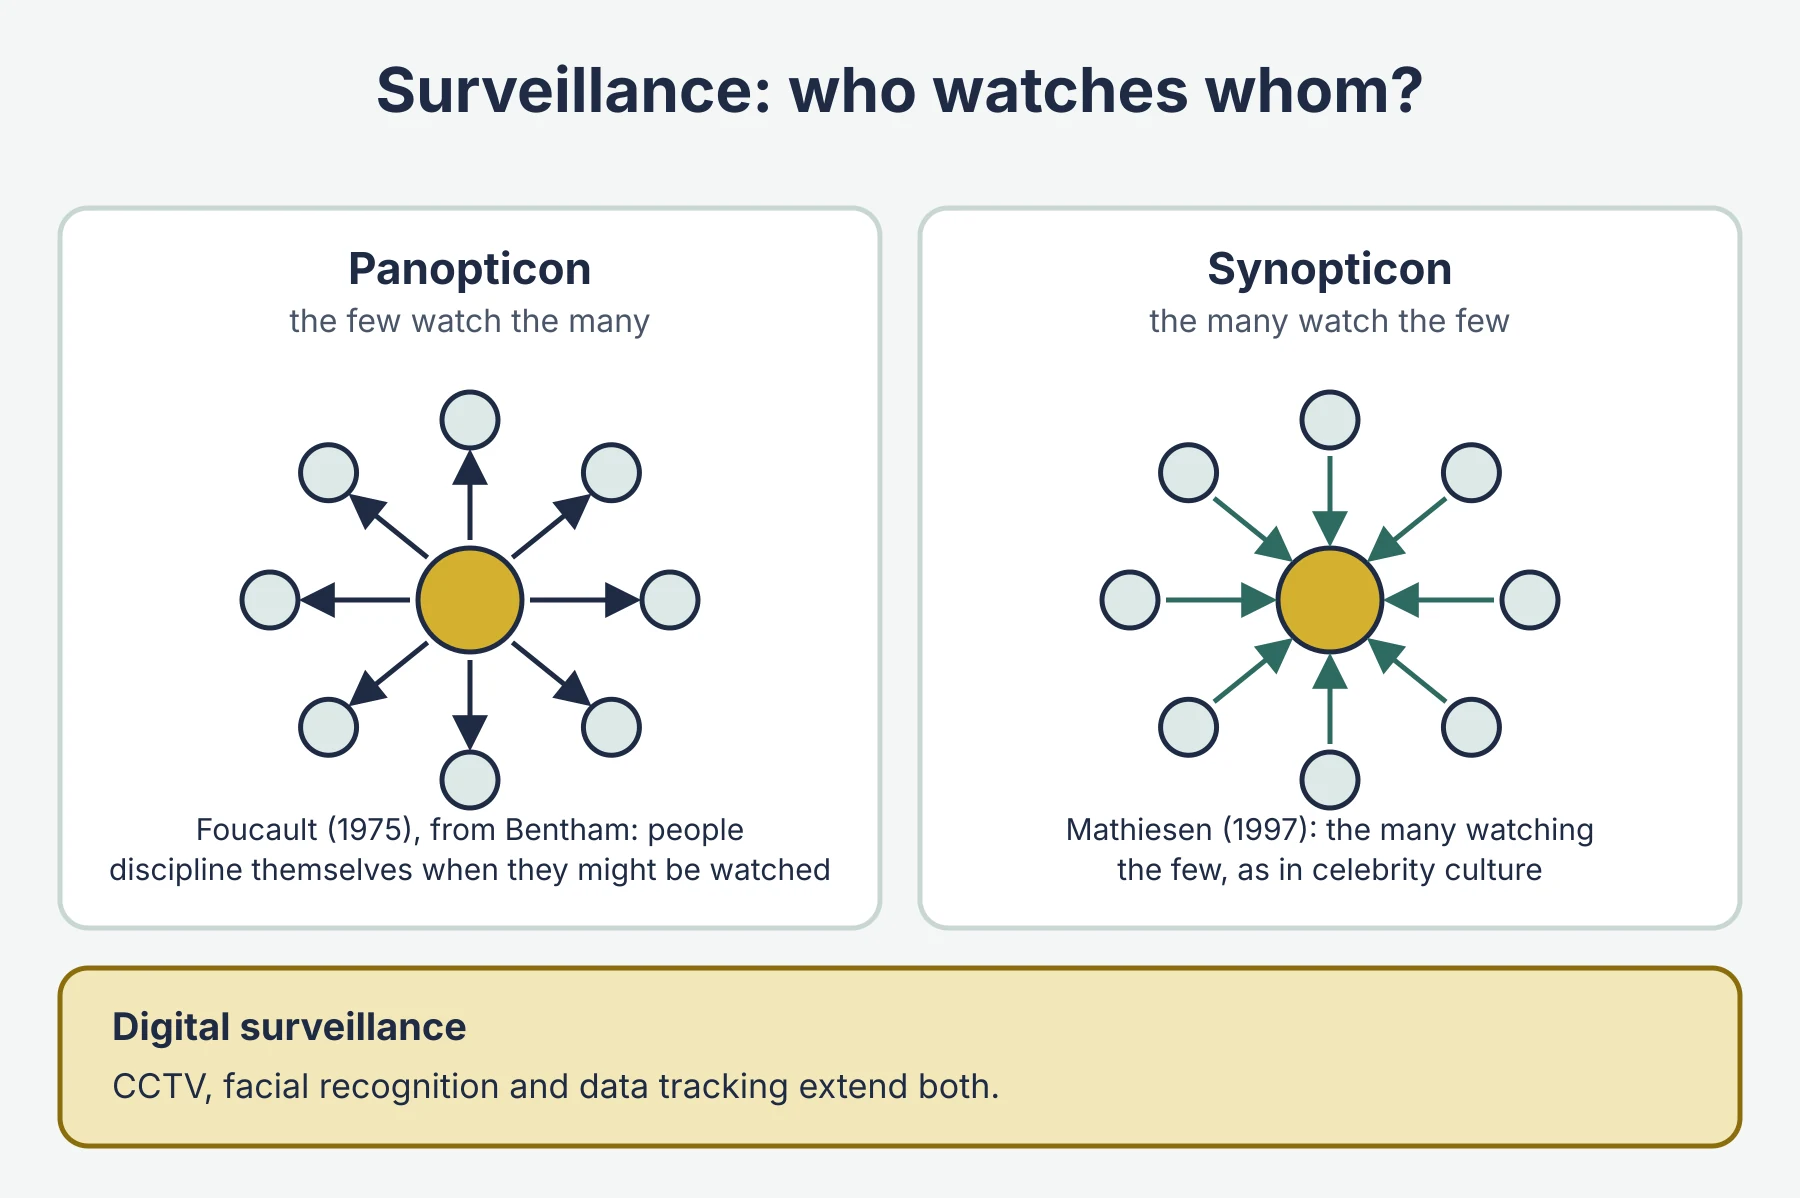 Surveillance: who watches whom?
Panopticon
the few watch the many
Foucault (1975), from Bentham: people
discipline themselves when they might be watched
Synopticon
the many watch the few
Mathiesen (1997): the many watching
the few, as in celebrity culture
Digital surveillance
CCTV, facial recognition and data tracking extend both.